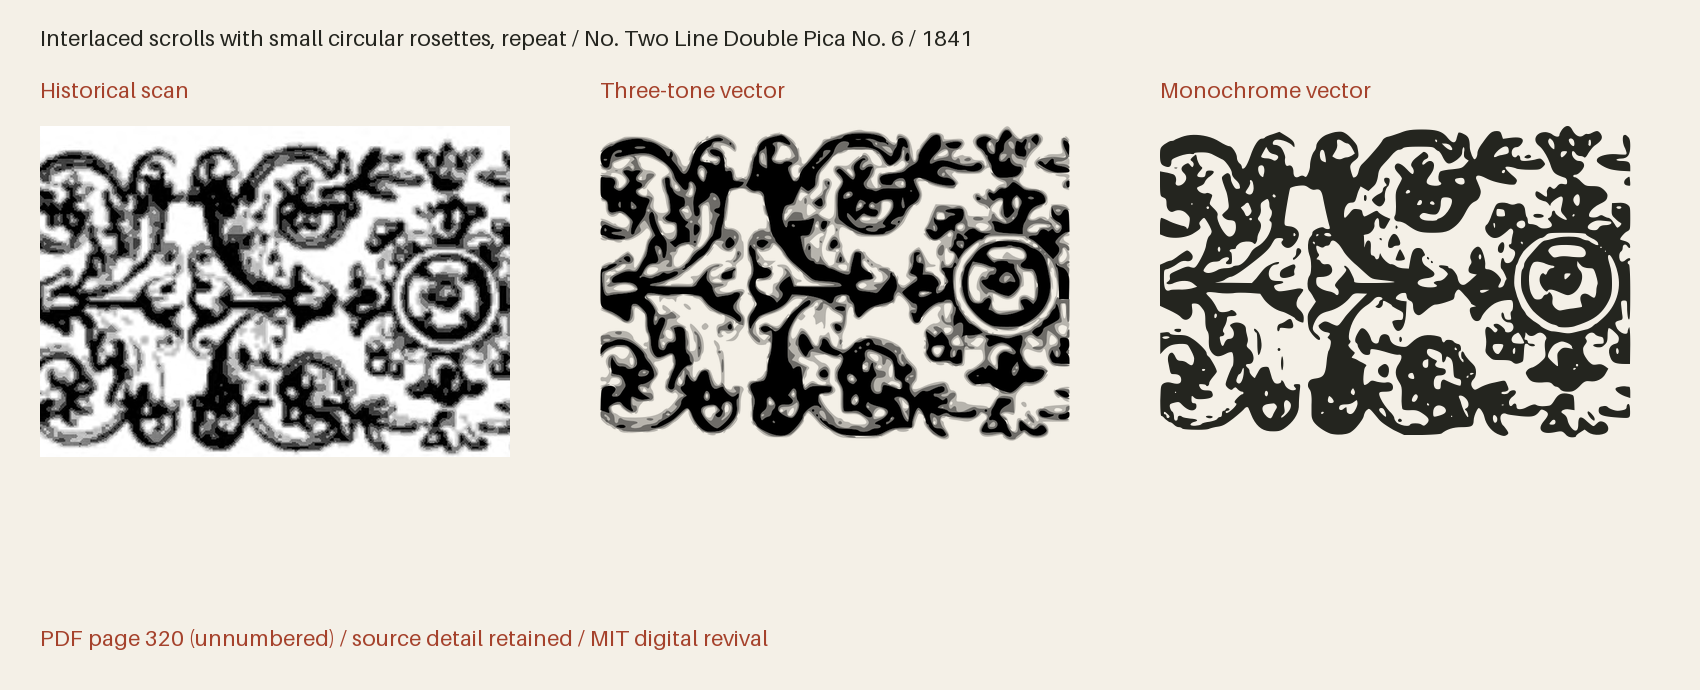 Interlaced scrolls with small circular rosettes, repeat / No. Two Line Double Pica No. 6 / 1841
Historical scan
Three-tone vector
Monochrome vector
PDF page 320 (unnumbered) / source detail retained / MIT digital revival